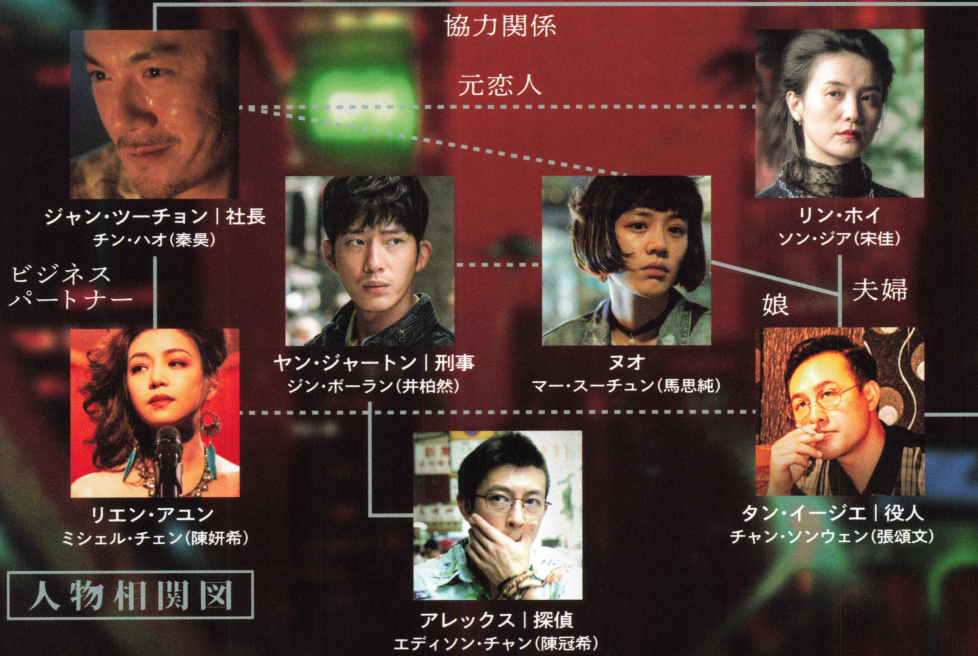 協力関係
元恋人
ジャン・ツーチョン|社長
チン・ハオ(秦昊)
リン・ホイ
ソン・ジア(宋佳)
ビジネス
パートナー
娘
夫婦
ヤン・ジャートン|刑事
ジン・ボーラン(井柏然)
ヌオ
マー・スーチュン(馬思純)
リエン・アユン
ミシェル・チェン(陳妍希)
タン・イージエ|役人
チャン・ソンウェン(張頌文)
人物相関図
アレックス|探偵
エディソン・チャン(陳冠希)